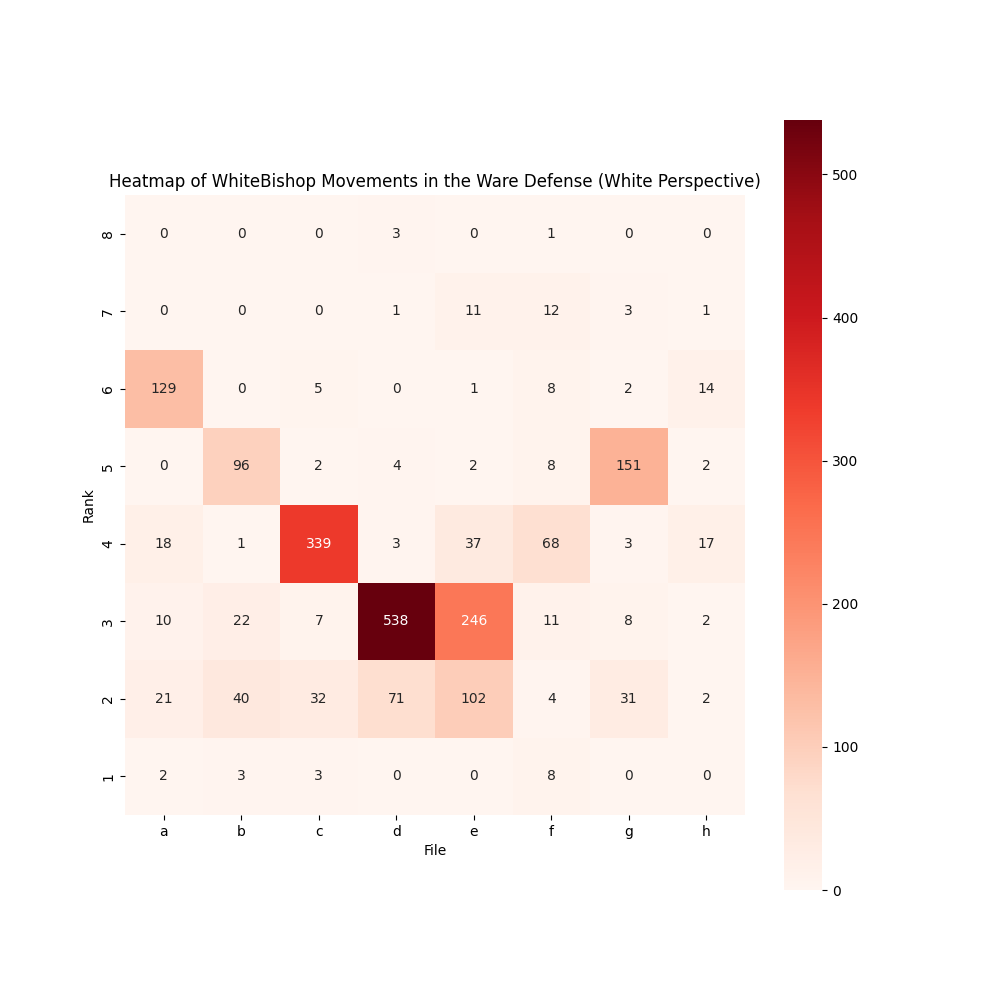 Heatmap of WhiteBishop Movements in the Ware Defense (White Perspective)
8 0 0 0 3 0 1 0 0
7 0 0 0 1 11 12 3 1
6 129 0 5 0 1 8 2 14
5 0 96 2 4 2 8 151 2
4 18 1 339 3 37 68 3 17
3 10 22 7 538 246 11 8 2
2 21 40 32 71 102 4 31 2
1 2 3 3 0 0 8 0 0
a b c d e f g h
File
Rank
500
400
300
200
100
0